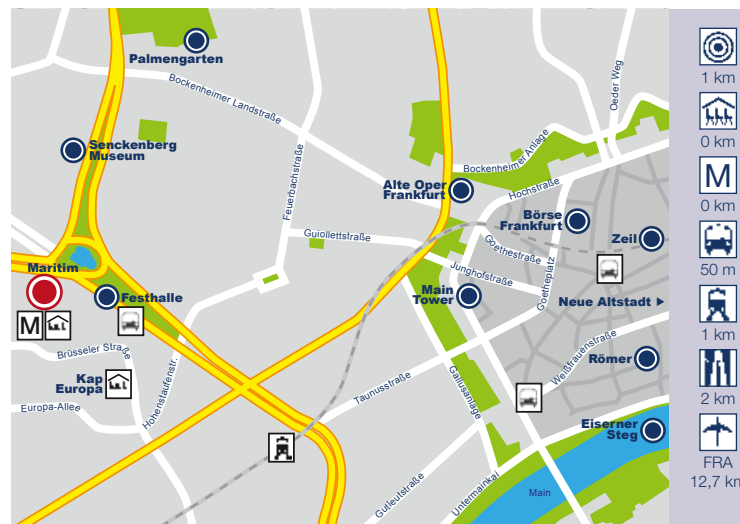 Palmengarten
Bockenheimer Landstraße
Oeder Weg
Senckenberg
Museum
Feuerbachstraße
Bockenheimer Anlage
Alte Oper
Frankfurt
Hochstraße
Börse
Frankfurt
Zeil
Guiollettstraße
Goethestraße
Junghofstraße
Goetheplatz
Maritim
Festhalle
Main
Tower
Neue Altstadt
M
Brüsseler Straße
Hohenstaufenstr.
Kap
Europa
Europa-Allee
Taunusstraße
Gallusanlage
Weißfrauenstraße
Römer
Eiserner
Steg
Gutleutstraße
Untermainkai
Main
1 km
0 km
M
0 km
50 m
1 km
2 km
FRA
12,7 km